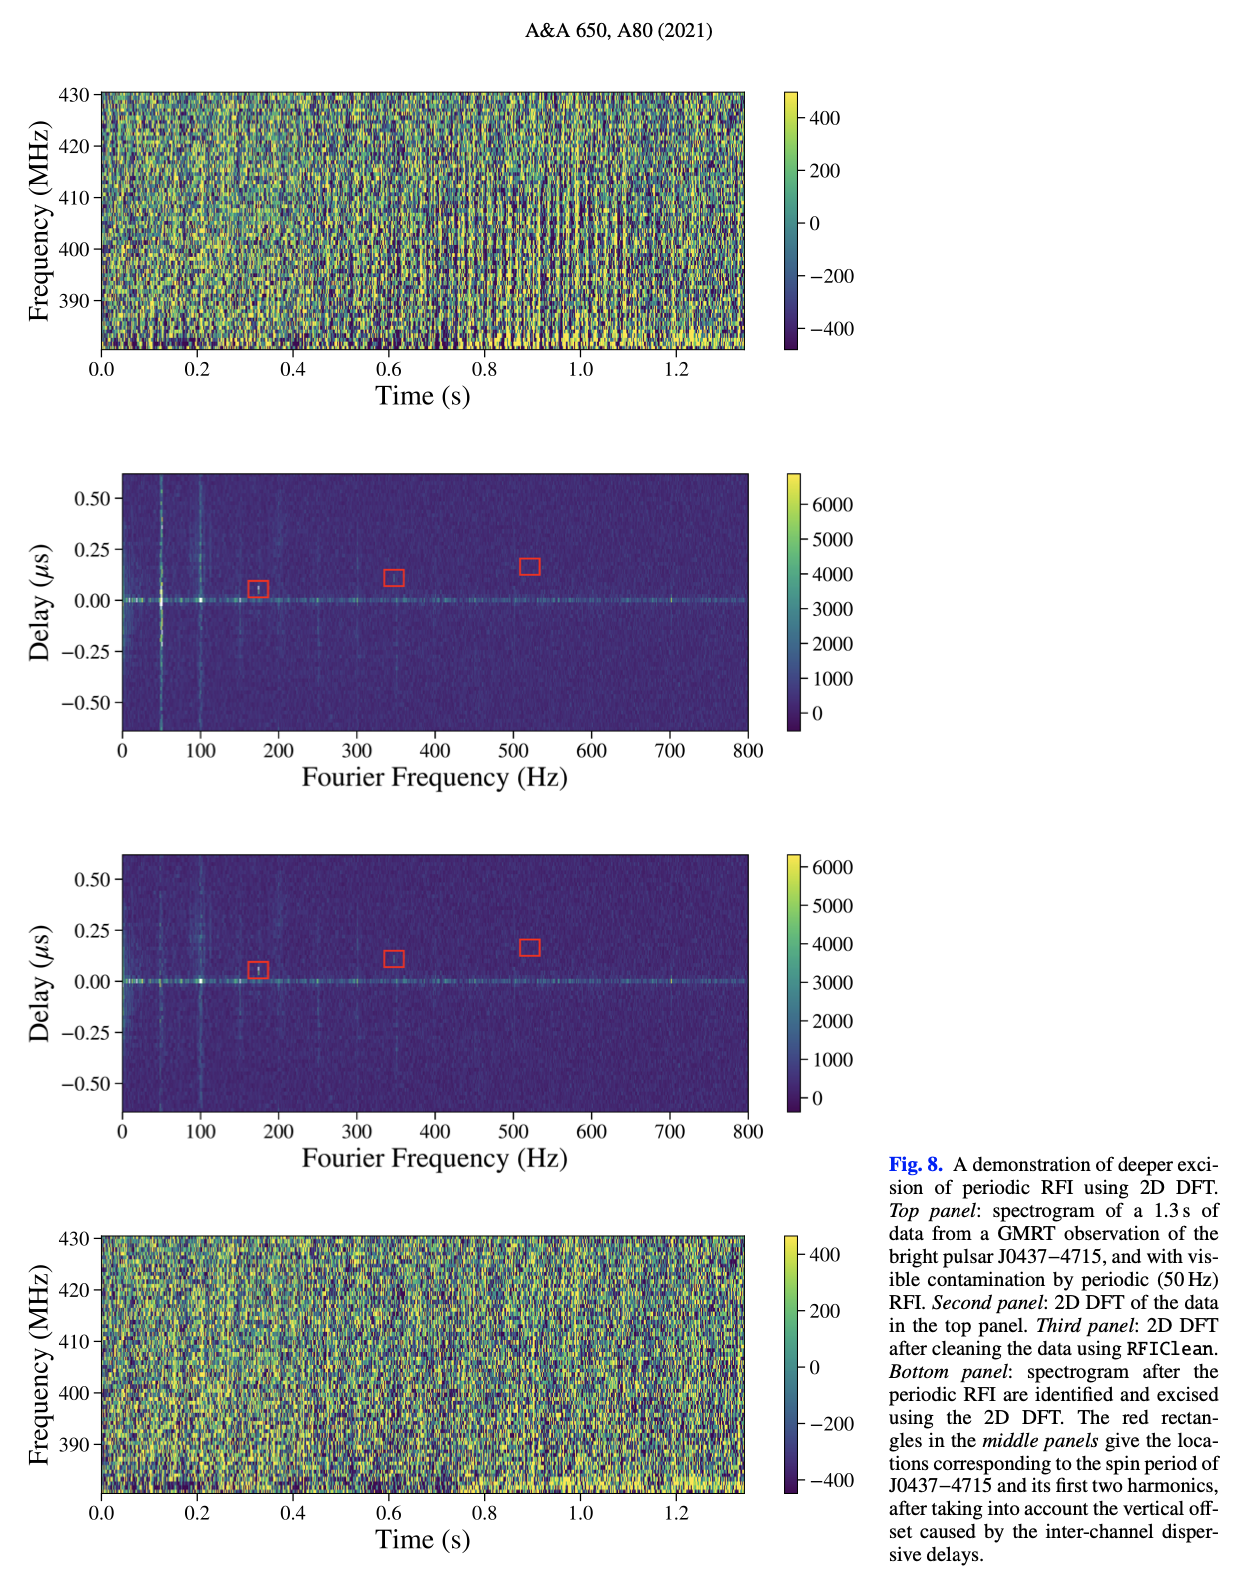 A&A 650, A80 (2021)
430
420
410
400
390
Frequency (MHz)
0.0 0.2 0.4 0.6 0.8 1.0 1.2
Time (s)
400
200
0
−200
−400
0.50
0.25
0.00
−0.25
−0.50
Delay (μs)
0 100 200 300 400 500 600 700 800
Fourier Frequency (Hz)
6000
5000
4000
3000
2000
1000
0
0.50
0.25
0.00
−0.25
−0.50
Delay (μs)
0 100 200 300 400 500 600 700 800
Fourier Frequency (Hz)
6000
5000
4000
3000
2000
1000
0
430
420
410
400
390
Frequency (MHz)
0.0 0.2 0.4 0.6 0.8 1.0 1.2
Time (s)
400
200
0
−200
−400
Fig. 8. A demonstration of deeper exci-
sion of periodic RFI using 2D DFT.
Top panel: spectrogram of a 1.3 s of
data from a GMRT observation of the
bright pulsar J0437−4715, and with vis-
ible contamination by periodic (50 Hz)
RFI. Second panel: 2D DFT of the data
in the top panel. Third panel: 2D DFT
after cleaning the data using RFIClean.
Bottom panel: spectrogram after the
periodic RFI are identified and excised
using the 2D DFT. The red rectan-
gles in the middle panels give the loca-
tions corresponding to the spin period of
J0437−4715 and its first two harmonics,
after taking into account the vertical off-
set caused by the inter-channel disper-
sive delays.